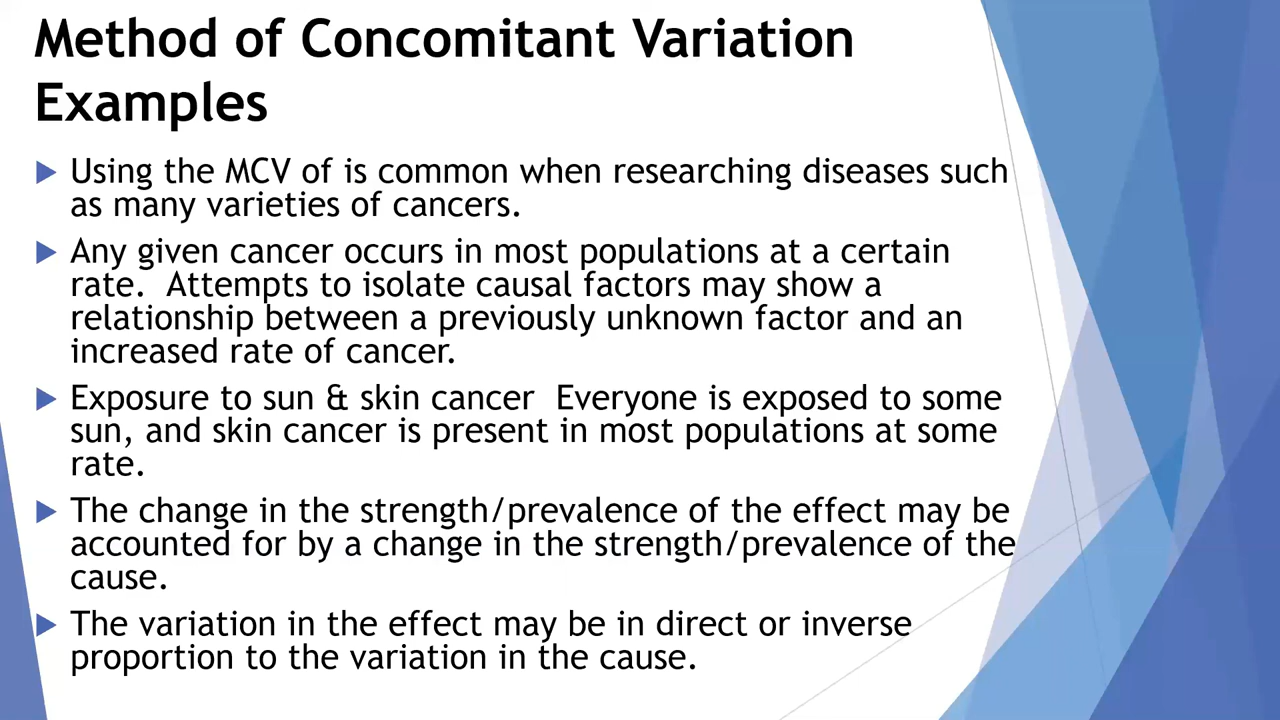 Method of Concomitant Variation
Examples
Using the MCV of is common when researching diseases such
as many varieties of cancers.
Any given cancer occurs in most populations at a certain
rate.  Attempts to isolate causal factors may show a
relationship between a previously unknown factor and an
increased rate of cancer.
Exposure to sun & skin cancer  Everyone is exposed to some
sun, and skin cancer is present in most populations at some
rate.
The change in the strength/prevalence of the effect may be
accounted for by a change in the strength/prevalence of the
cause.
The variation in the effect may be in direct or inverse
proportion to the variation in the cause.